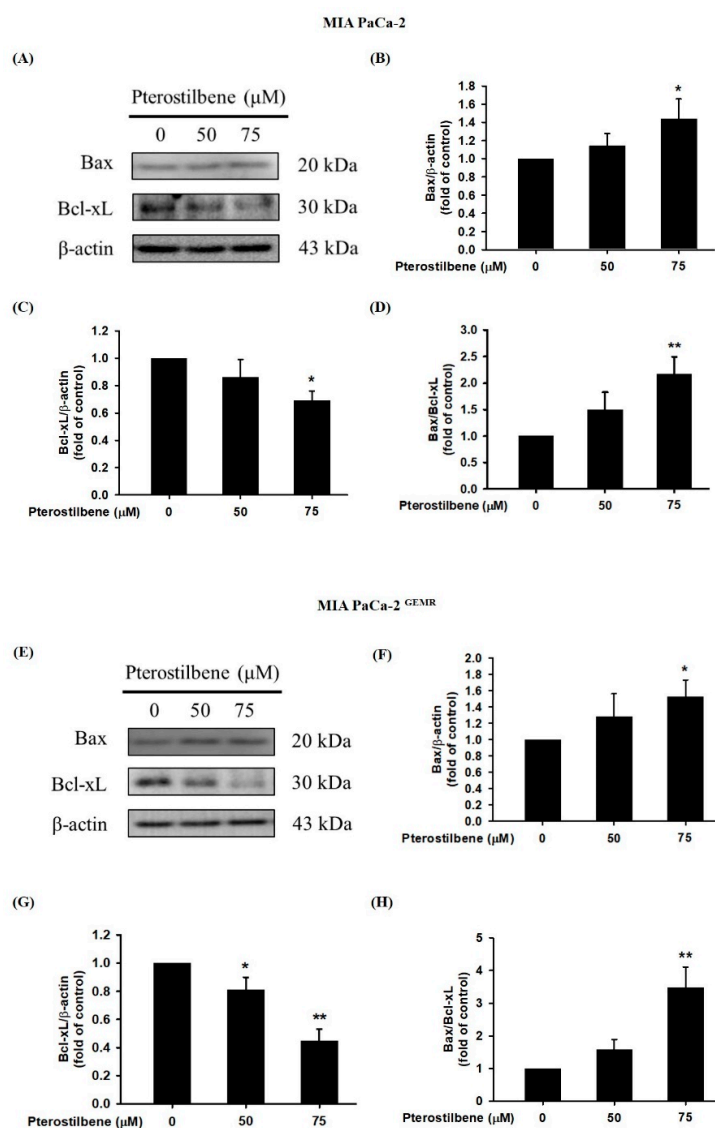 MIA PaCa-2
(A)
Pterostilbene (μM)
0 50 75
Bax 20 kDa
Bcl-xL 30 kDa
β-actin 43 kDa
(B)
Bax/β-actin
(fold of control)
1.8
1.6
1.4
1.2
1.0
0.8
0.6
0.4
0.2
0.0
*
Pterostilbene (μM) 0 50 75
(C)
Bcl-xL/β-actin
(fold of control)
1.2
1.0
0.8
0.6
0.4
0.2
0.0
*
0 50 75
Pterostilbene (μM)
(D)
Bax/Bcl-xL
(fold of control)
3.0
2.5
2.0
1.5
1.0
0.5
0.0
**
Pterostilbene (μM) 0 50 75
MIA PaCa-2 GEMR
(E)
Pterostilbene (μM)
0 50 75
Bax 20 kDa
Bcl-xL 30 kDa
β-actin 43 kDa
(F)
Bax/β-actin
(fold of control)
2.0
1.8
1.6
1.4
1.2
1.0
0.8
0.6
0.4
0.2
0.0
*
Pterostilbene (μM) 0 50 75
(G)
Bcl-xL/β-actin
(fold of control)
1.2
1.0
0.8
0.6
0.4
0.2
0.0
*
**
Pterostilbene (μM) 0 50 75
(H)
Bax/Bcl-xL
(fold of control)
5
4
3
2
1
0
**
Pterostilbene (μM) 0 50 75